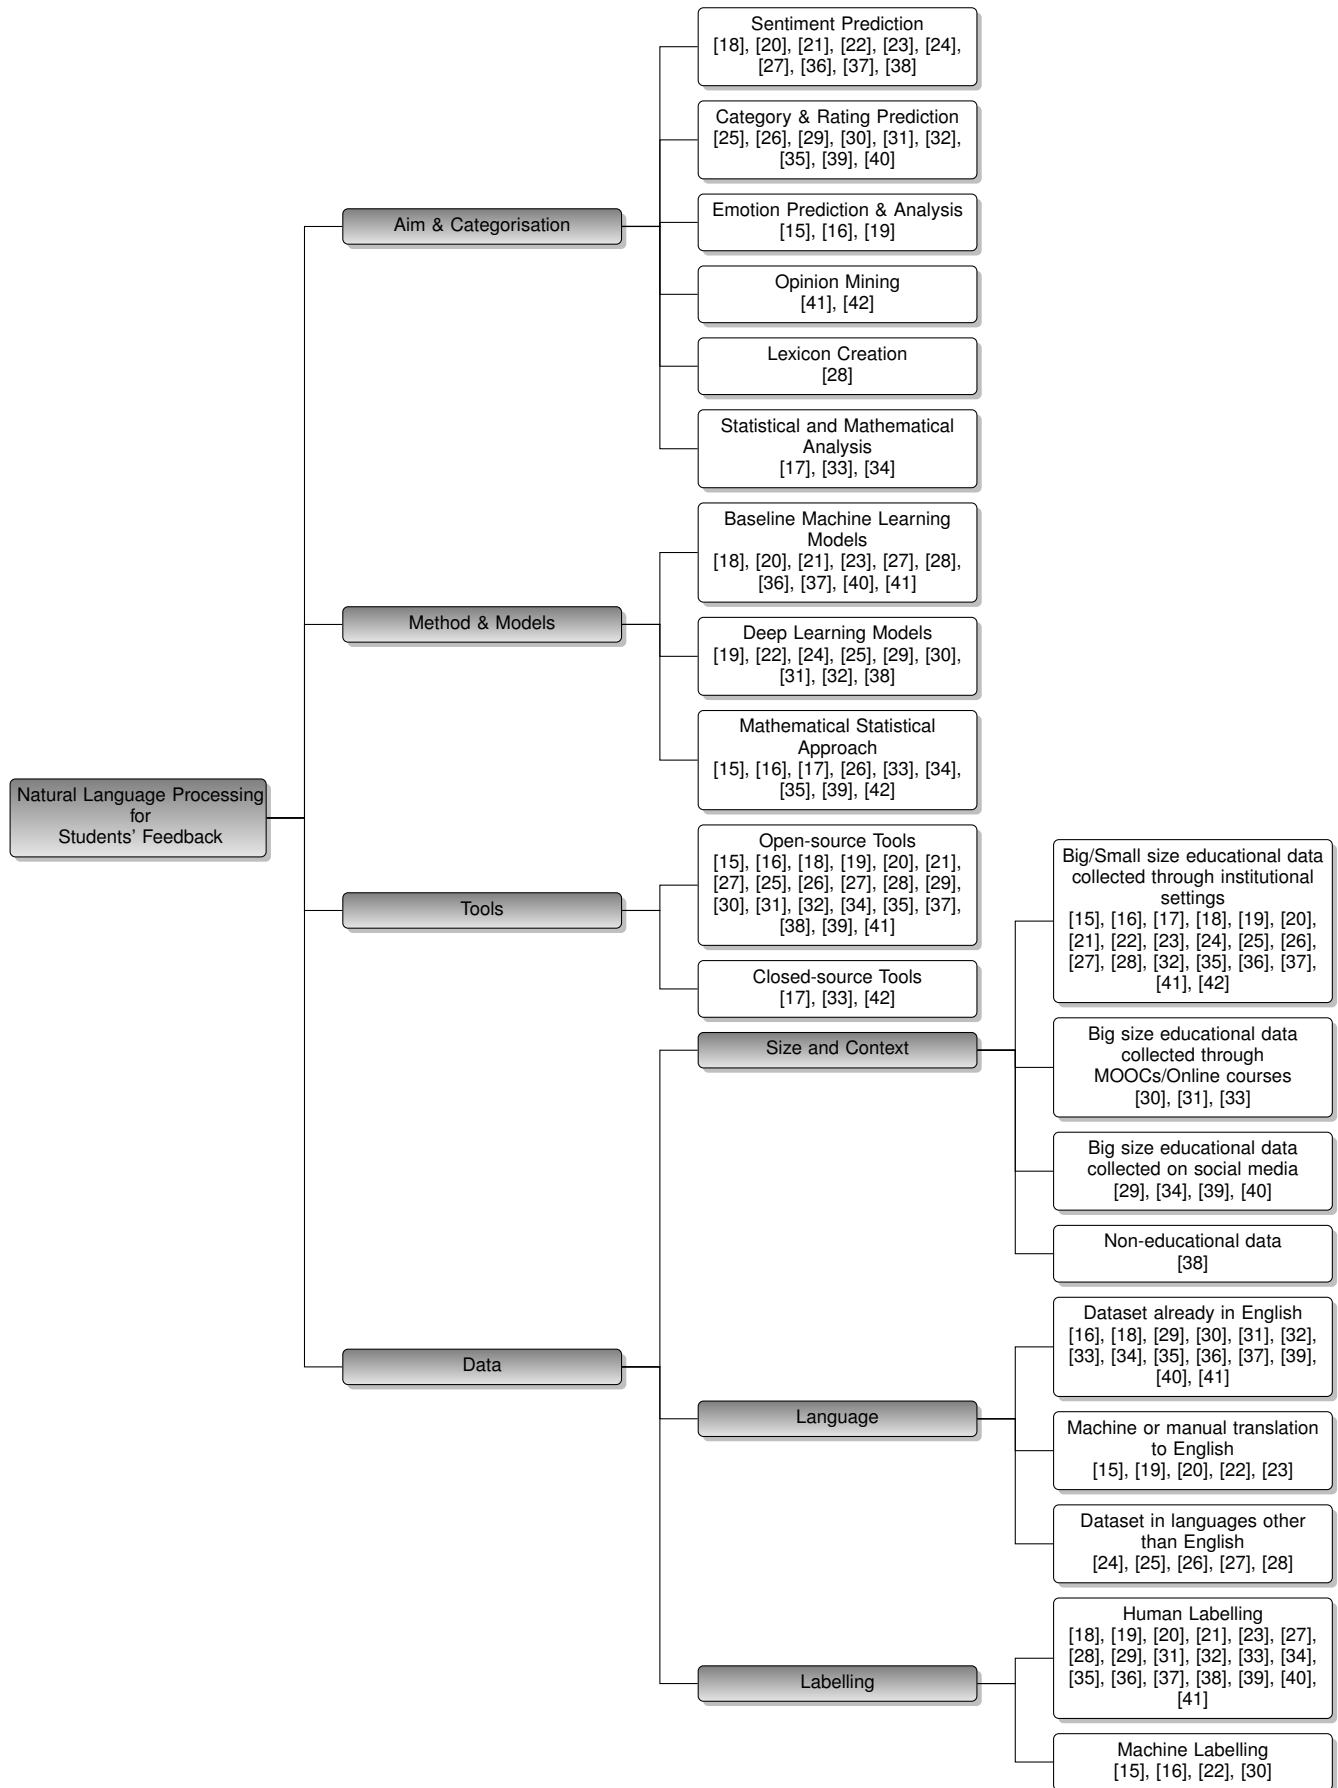 Natural Language Processing
for
Students' Feedback
Aim & Categorisation
Sentiment Prediction
[18], [20], [21], [22], [23], [24],
[27], [36], [37], [38]
Category & Rating Prediction
[25], [26], [29], [30], [31], [32],
[35], [39], [40]
Emotion Prediction & Analysis
[15], [16], [19]
Opinion Mining
[41], [42]
Lexicon Creation
[28]
Statistical and Mathematical
Analysis
[17], [33], [34]
Method & Models
Baseline Machine Learning
Models
[18], [20], [21], [23], [27], [28],
[36], [37], [40], [41]
Deep Learning Models
[19], [22], [24], [25], [29], [30],
[31], [32], [38]
Mathematical Statistical
Approach
[15], [16], [17], [26], [33], [34],
[35], [39], [42]
Tools
Open-source Tools
[15], [16], [18], [19], [20], [21],
[27], [25], [26], [27], [28], [29],
[30], [31], [32], [34], [35], [37],
[38], [39], [41]
Closed-source Tools
[17], [33], [42]
Data
Size and Context
Big/Small size educational data
collected through institutional
settings
[15], [16], [17], [18], [19], [20],
[21], [22], [23], [24], [25], [26],
[27], [28], [32], [35], [36], [37],
[41], [42]
Big size educational data
collected through
MOOCs/Online courses
[30], [31], [33]
Big size educational data
collected on social media
[29], [34], [39], [40]
Non-educational data
[38]
Language
Dataset already in English
[16], [18], [29], [30], [31], [32],
[33], [34], [35], [36], [37], [39],
[40], [41]
Machine or manual translation
to English
[15], [19], [20], [22], [23]
Dataset in languages other
than English
[24], [25], [26], [27], [28]
Labelling
Human Labelling
[18], [19], [20], [21], [23], [27],
[28], [29], [31], [32], [33], [34],
[35], [36], [37], [38], [39], [40],
[41]
Machine Labelling
[15], [16], [22], [30]